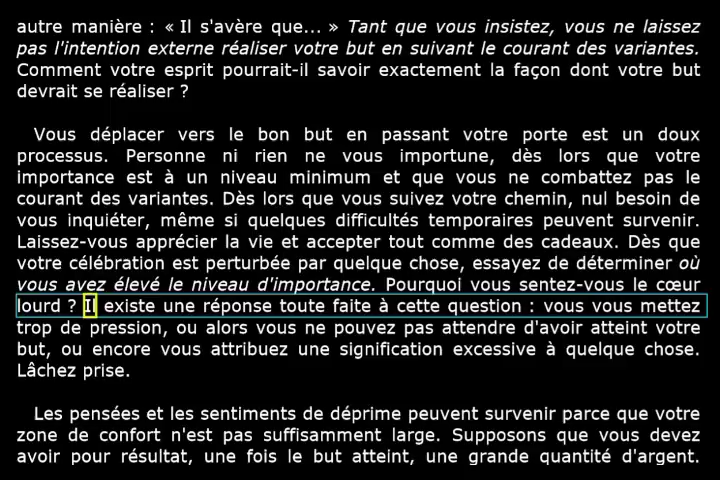 autre manière : « Il s'avère que... » Tant que vous insistez, vous ne laissez
pas l'intention externe réaliser votre but en suivant le courant des variantes.
Comment votre esprit pourrait-il savoir exactement la façon dont votre but
devrait se réaliser ?
Vous déplacer vers le bon but en passant votre porte est un doux
processus. Personne ni rien ne vous importune, dès lors que votre
importance est à un niveau minimum et que vous ne combattez pas le
courant des variantes. Dès lors que vous suivez votre chemin, nul besoin de
vous inquiéter, même si quelques difficultés temporaires peuvent survenir.
Laissez-vous apprécier la vie et accepter tout comme des cadeaux. Dès que
votre célébration est perturbée par quelque chose, essayez de déterminer où
vous avez élevé le niveau d'importance. Pourquoi vous sentez-vous le cœur
lourd ? Il existe une réponse toute faite à cette question : vous vous mettez
trop de pression, ou alors vous ne pouvez pas attendre d'avoir atteint votre
but, ou encore vous attribuez une signification excessive à quelque chose.
Lâchez prise.
Les pensées et les sentiments de déprime peuvent survenir parce que votre
zone de confort n'est pas suffisamment large. Supposons que vous devez
avoir pour résultat, une fois le but atteint, une grande quantité d'argent.